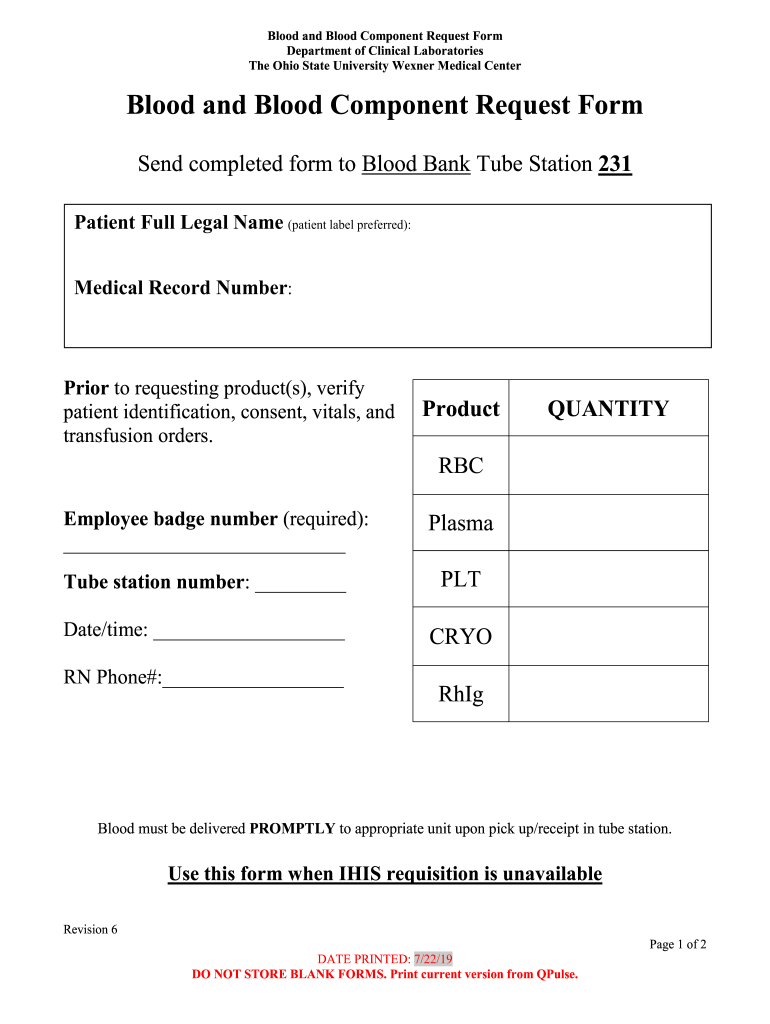 Blood and Blood Component Request Form
Department of Clinical Laboratories
The Ohio State University Wexner Medical Center
Blood and Blood Component Request Form
Send completed form to Blood Bank Tube Station 231
Patient Full Legal Name (patient label preferred):
Medical Record Number:
Prior to requesting product(s), verify
patient identification, consent, vitals, and
transfusion orders.
Employee badge number (required):
____________________________
Tube station number: _________
Date/time: ___________________
RN Phone#:__________________
Product QUANTITY
RBC
Plasma
PLT
CRYO
RhIg
Blood must be delivered PROMPTLY to appropriate unit upon pick up/receipt in tube station.
Use this form when IHIS requisition is unavailable
Revision 6
Page 1 of 2
DATE PRINTED: 7/22/19
DO NOT STORE BLANK FORMS. Print current version from QPulse.